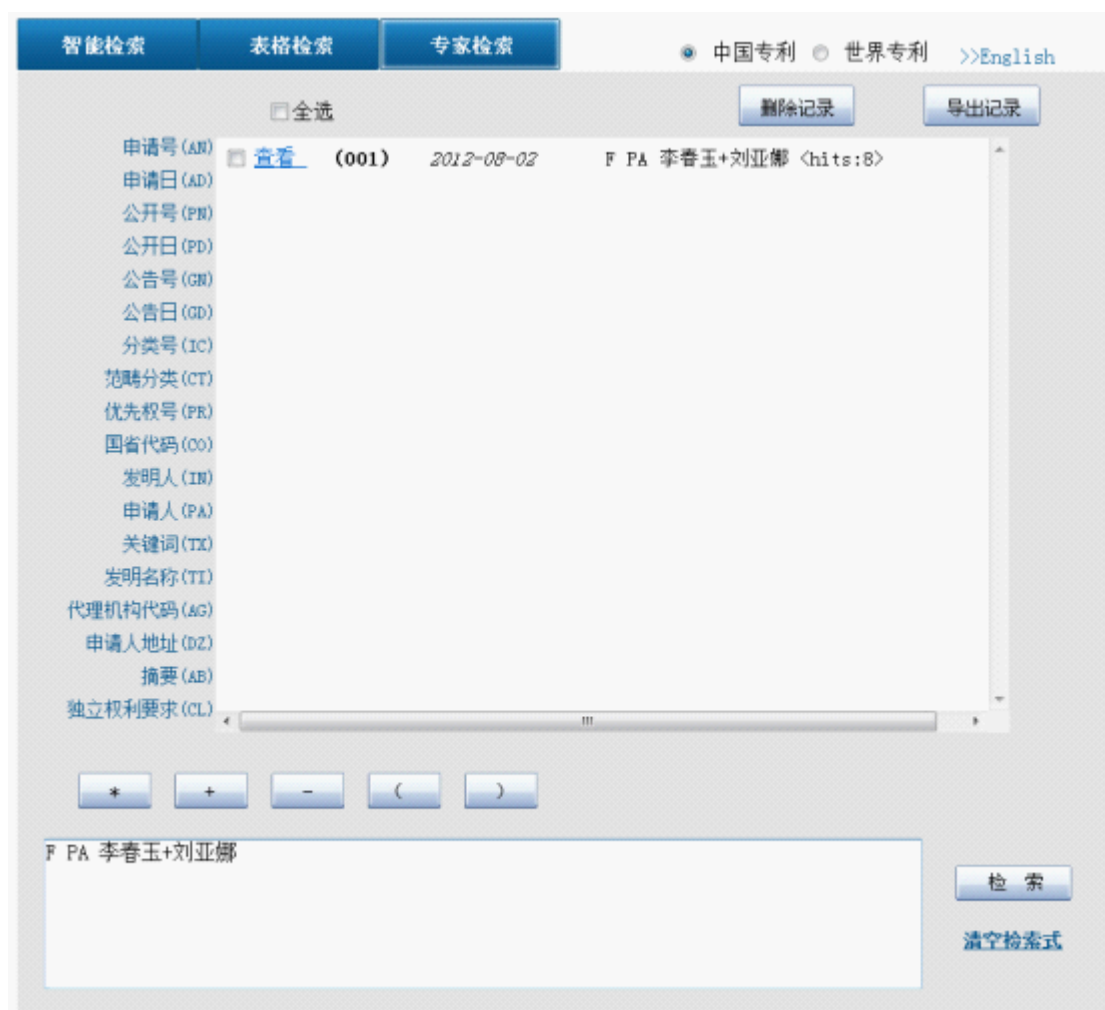 智能检索 表格检索 专家检索 中国专利 世界专利 >>English
全选 删除记录 导出记录
申请号(AN)
查看 (001) 2012-08-02 F PA 李春玉+刘亚娜 <hits:8>
申请日(AD)
公开号(PN)
公开日(PD)
公告号(GN)
公告日(GD)
分类号(IC)
范畴分类(CT)
优先权号(PR)
国省代码(CO)
发明人(IN)
申请人(PA)
关键词(TX)
发明名称(TI)
代理机构代码(AG)
申请人地址(DZ)
摘要(AB)
独立权利要求(CL)
* + - ( )
F PA 李春玉+刘亚娜
检 索
清空检索式